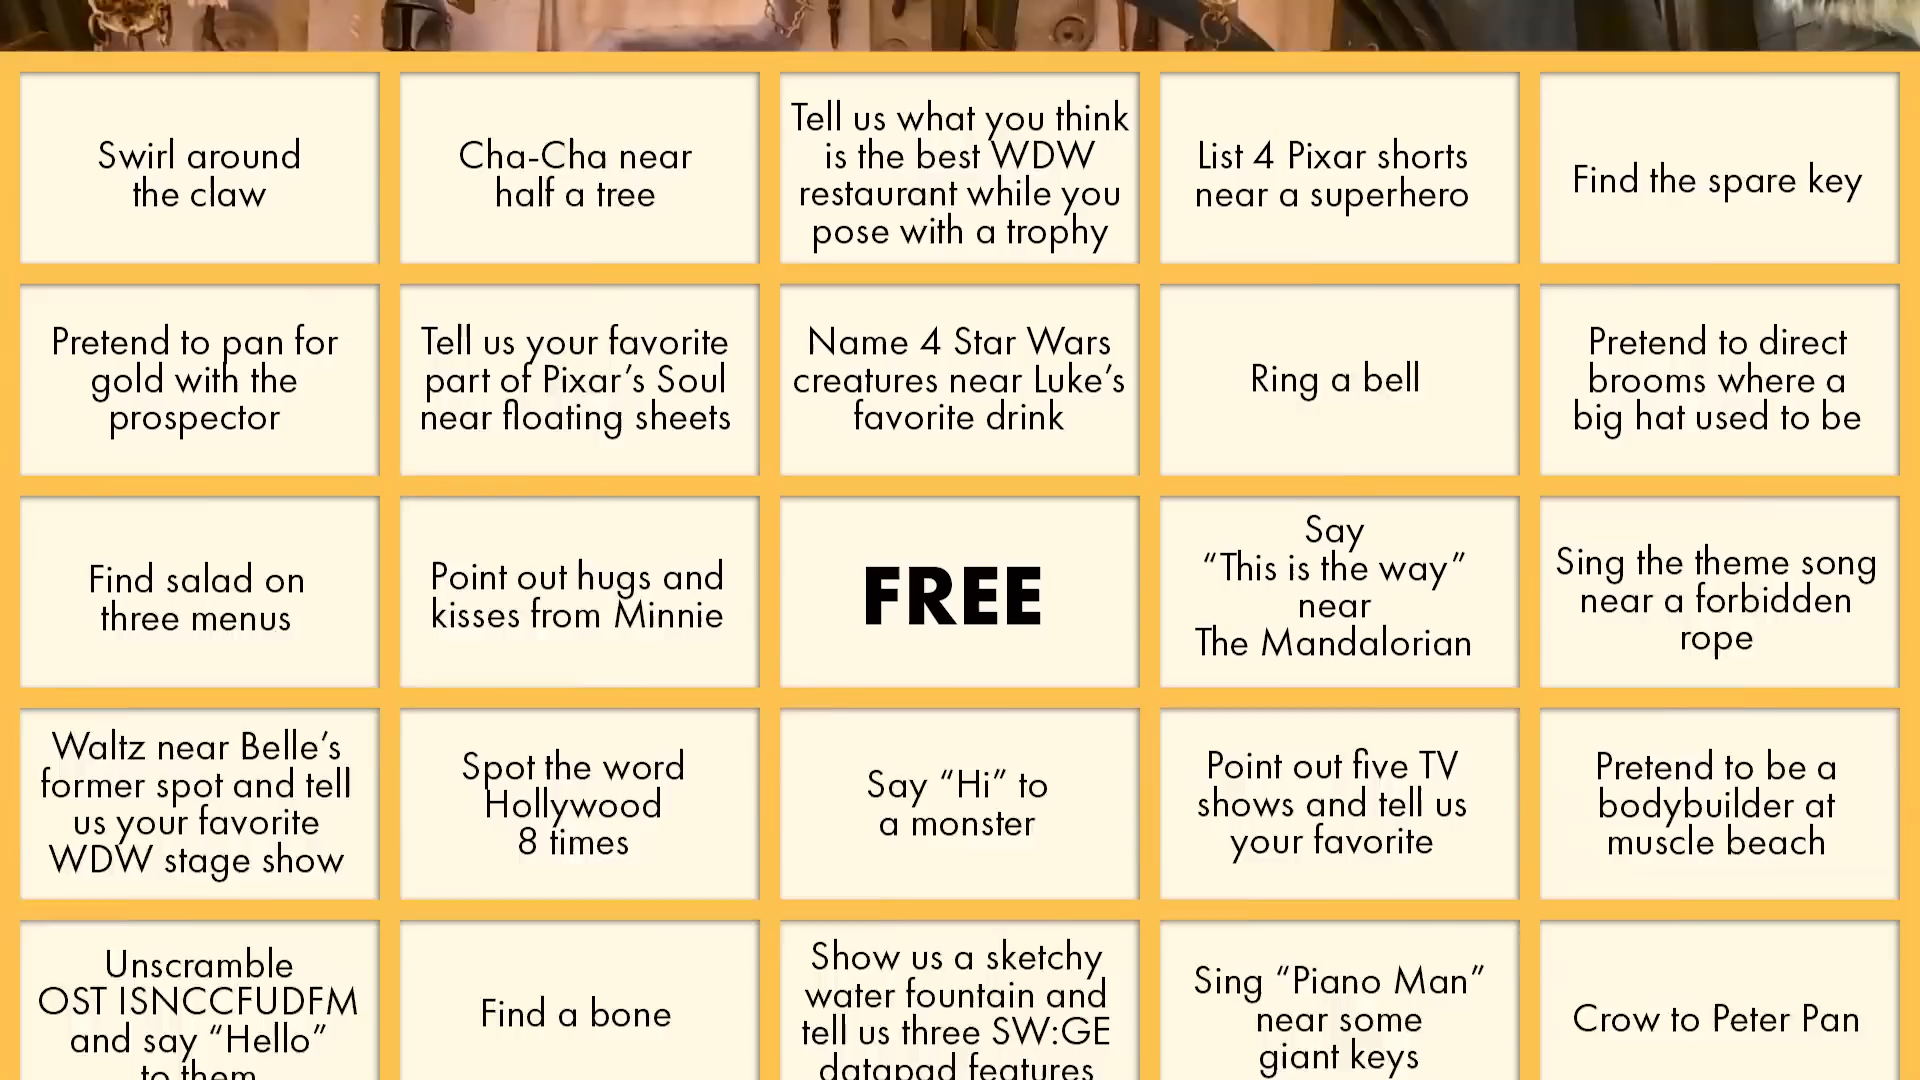 Swirl around
the claw
Cha-Cha near
half a tree
Tell us what you think
is the best WDW
restaurant while you
pose with a trophy
List 4 Pixar shorts
near a superhero
Find the spare key
Pretend to pan for
gold with the
prospector
Tell us your favorite
part of Pixar’s Soul
near floating sheets
Name 4 Star Wars
creatures near Luke’s
favorite drink
Ring a bell
Pretend to direct
brooms where a
big hat used to be
Find salad on
three menus
Point out hugs and
kisses from Minnie
FREE
Say
“This is the way”
near
The Mandalorian
Sing the theme song
near a forbidden
rope
Waltz near Belle’s
former spot and tell
us your favorite
WDW stage show
Spot the word
Hollywood
8 times
Say “Hi” to
a monster
Point out five TV
shows and tell us
your favorite
Pretend to be a
bodybuilder at
muscle beach
Unscramble
OST ISNCCFUDFM
and say “Hello”
to them
Find a bone
Show us a sketchy
water fountain and
tell us three SW:GE
datapad features
Sing “Piano Man”
near some
giant keys
Crow to Peter Pan